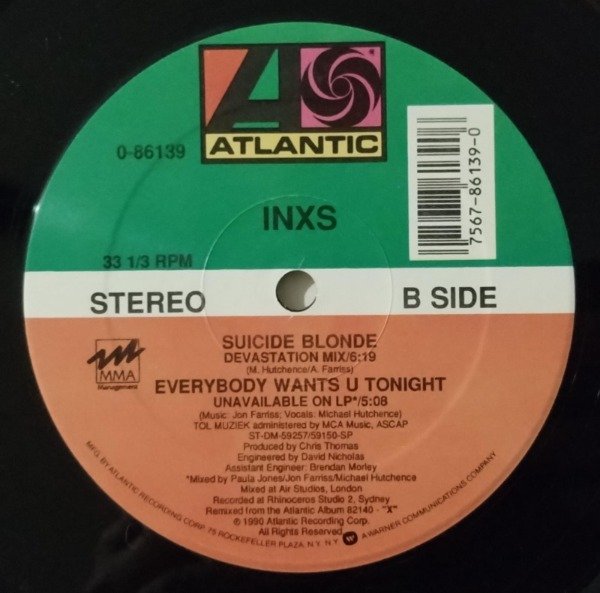 ATLANTIC
0-86139
7567-86139-0
INXS
33 1/3 RPM
STEREO
B SIDE
SUICIDE BLONDE
DEVASTATION MIX/6:19
(M. Hutchence/A. Farriss)
EVERYBODY WANTS U TONIGHT
UNAVAILABLE ON LP*/5:08
(Music: Jon Farriss; Vocals: Michael Hutchence)
TOL MUZIEK administered by MCA Music, ASCAP
ST-DM-59257/59150-SP
Produced by Chris Thomas
Engineered by David Nicholas
Assistant Engineer: Brendan Morley
*Mixed by Paula Jones/Jon Farriss/Michael Hutchence
Mixed at Air Studios, London
Recorded at Rhinoceros Studio 2, Sydney
Remixed from the Atlantic Album 82140 - "X"
℗ 1990 Atlantic Recording Corp.
All Rights Reserved
MMA
Management
MFG. BY ATLANTIC RECORDING CORP. 75 ROCKEFELLER PLAZA, N.Y. N.Y. A WARNER COMMUNICATIONS COMPANY